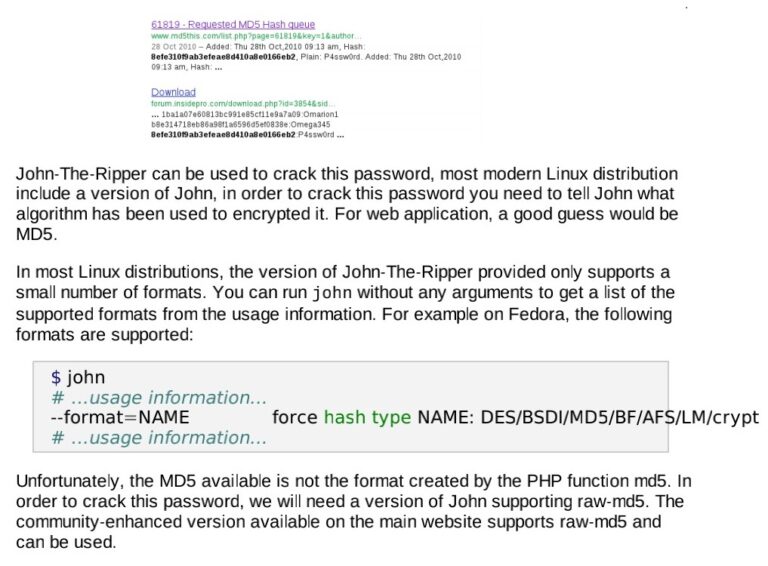 61819 - Requested MD5 Hash queue
www.md5this.com/list.php?page=61819&key=1&author...
28 Oct 2010 – Added: Thu 28th Oct,2010 09:13 am, Hash:
8efe310f9ab3efeae8d410a8e0166eb2, Plain: P4ssw0rd. Added: Thu 28th Oct,2010
09:13 am, Hash: ...
Download
forum.insidepro.com/download.php?id=3854&sid...
... 1ba1a07e60813bc991e85cf11e9a7a09:Omarion1
b8e314718eb86a98f1a6596d5ef0838e:Omega345
8efe310f9ab3efeae8d410a8e0166eb2:P4ssw0rd ...
John-The-Ripper can be used to crack this password, most modern Linux distribution
include a version of John, in order to crack this password you need to tell John what
algorithm has been used to encrypted it. For web application, a good guess would be
MD5.
In most Linux distributions, the version of John-The-Ripper provided only supports a
small number of formats. You can run john without any arguments to get a list of the
supported formats from the usage information. For example on Fedora, the following
formats are supported:
$ john
# ...usage information...
--format=NAME force hash type NAME: DES/BSDI/MD5/BF/AFS/LM/crypt
# ...usage information...
Unfortunately, the MD5 available is not the format created by the PHP function md5. In
order to crack this password, we will need a version of John supporting raw-md5. The
community-enhanced version available on the main website supports raw-md5 and
can be used.